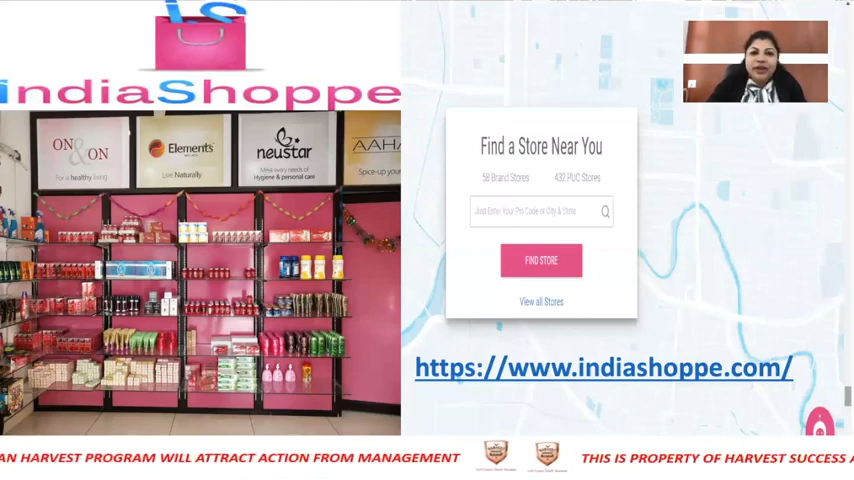 i S
IndiaShoppe
ON & ON
For a healthy living
Elements
Live Naturally
neustar
Meet every needs of
Hygiene & personal care
AAHA
Spice-up your
Find a Store Near You
58 Brand Stores
432 PUC Stores
Just Enter Your Pin Code or City & State
FIND STORE
View all Stores
https://www.indiashoppe.com/
AN HARVEST PROGRAM WILL ATTRACT ACTION FROM MANAGEMENT
THIS IS PROPERTY OF HARVEST SUCCESS A